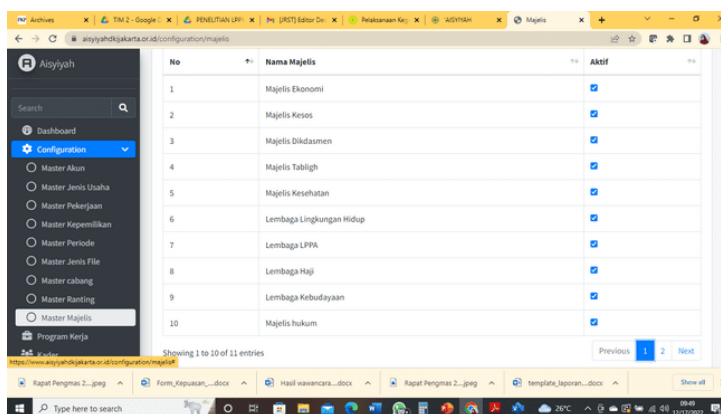 Archives
TIM 2 - Google D
PENELITIAN LPPI
[JRST] Editor De
Pelaksanaan Keg
'AISYIYAH
Majelis
aisyiyahdkijakarta.or.id/configuration/majelis
Aisyiyah
Search
Dashboard
Configuration
Master Akun
Master Jenis Usaha
Master Pekerjaan
Master Kepemilikan
Master Periode
Master Jenis File
Master cabang
Master Ranting
Master Majelis
Program Kerja
Kader
https://www.aisyiyahdkijakarta.or.id/configuration/majelis#
No Nama Majelis Aktif
1 Majelis Ekonomi
2 Majelis Kesos
3 Majelis Dikdasmen
4 Majelis Tabligh
5 Majelis Kesehatan
6 Lembaga Lingkungan Hidup
7 Lembaga LPPA
8 Lembaga Haji
9 Lembaga Kebudayaan
10 Majelis hukum
Showing 1 to 10 of 11 entries
Previous 1 2 Next
Rapat Pengmas 2....jpeg
Form_Kepuasan_....docx
Hasil wawancara....docx
Rapat Pengmas 2....jpeg
template_laporan....docx
Show all
Type here to search
26°C
09:49
12/17/2022